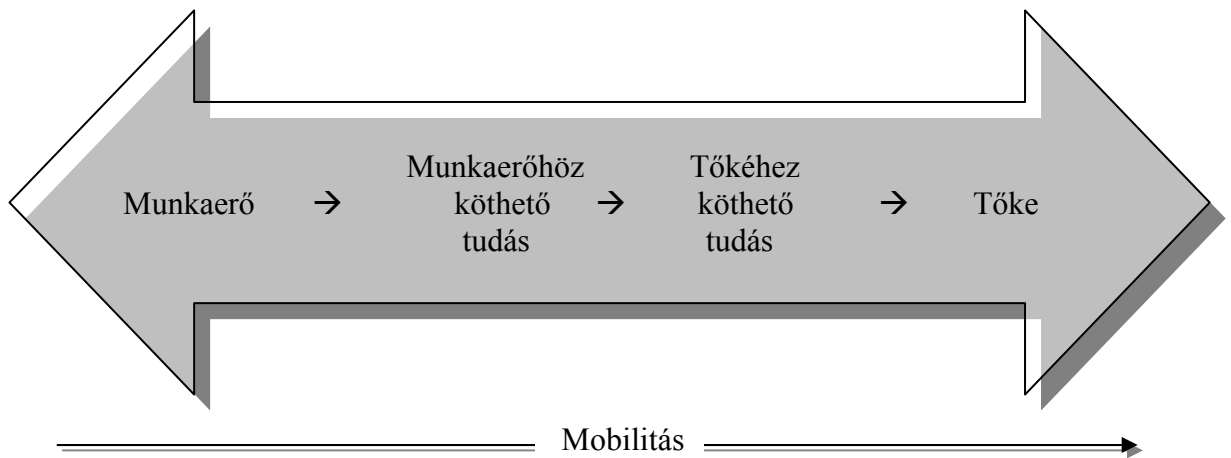 Munkaerő → Munkaerőhöz köthető tudás → Tőkéhez köthető tudás → Tőke
Mobilitás